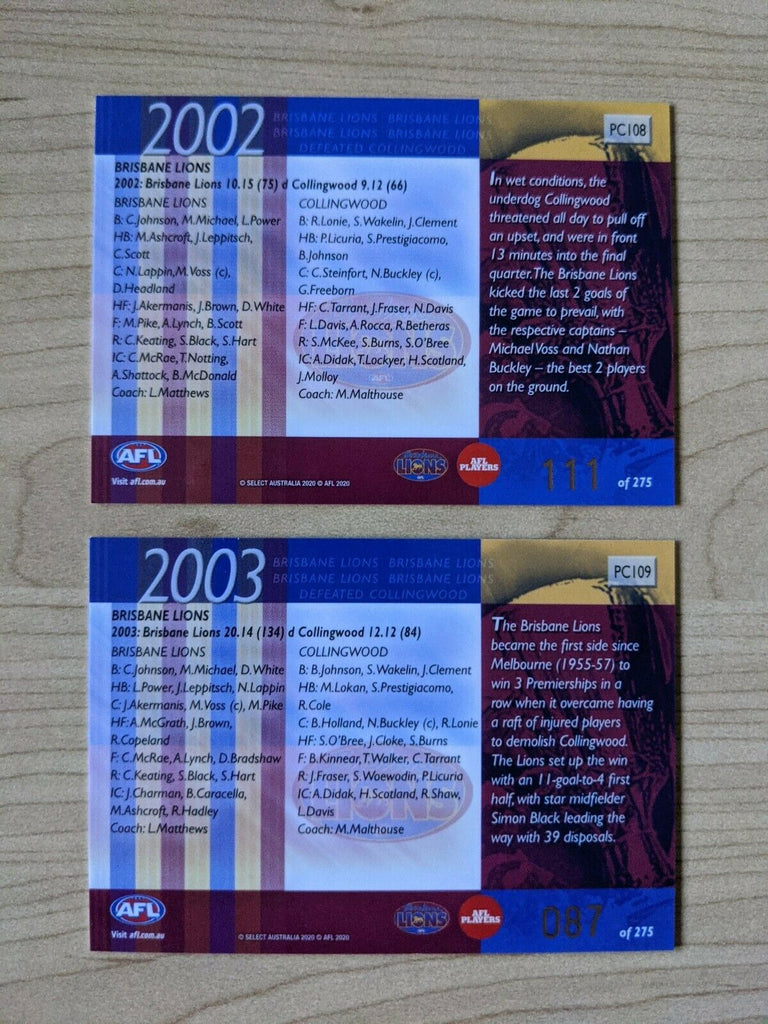 2002
BRISBANE LIONS BRISBANE LIONS
BRISBANE LIONS BRISBANE LIONS
DEFEATED COLLINGWOOD
PC108
BRISBANE LIONS
2002: Brisbane Lions 10.15 (75) d Collingwood 9.12 (66)
BRISBANE LIONS
B: C.Johnson, M.Michael, L.Power
HB: M.Ashcroft, J.Leppitsch,
C.Scott
C: N.Lappin,M.Voss (c),
D.Headland
HF: J.Akermanis, J.Brown, D.White
F: M.Pike, A.Lynch, B.Scott
R: C.Keating, S.Black, S.Hart
IC: C.McRae, T.Notting,
A.Shattock, B.McDonald
Coach: L.Matthews
COLLINGWOOD
B: R.Lonie, S.Wakelin, J.Clement
HB: P.Licuria, S.Prestigiacomo,
B.Johnson
C: C.Steinfort, N.Buckley (c),
G.Freeborn
HF: C.Tarrant, J.Fraser, N.Davis
F: L.Davis, A.Rocca, R.Betheras
R: S.McKee, S.Burns, S.O'Bree
IC: A.Didak, T.Lockyer, H.Scotland,
J.Molloy
Coach: M.Malthouse
In wet conditions, the
underdog Collingwood
threatened all day to pull off
an upset, and were in front
13 minutes into the final
quarter.The Brisbane Lions
kicked the last 2 goals of
the game to prevail, with
the respective captains –
Michael Voss and Nathan
Buckley – the best 2 players
on the ground.
AFL
Visit afl.com.au
© SELECT AUSTRALIA 2020 © AFL 2020
LIONS
AFL
PLAYERS
111 of 275
2003
BRISBANE LIONS BRISBANE LIONS
BRISBANE LIONS BRISBANE LIONS
DEFEATED COLLINGWOOD
PC109
BRISBANE LIONS
2003: Brisbane Lions 20.14 (134) d Collingwood 12.12 (84)
BRISBANE LIONS
B: C.Johnson, M.Michael, D.White
HB: L.Power, J.Leppitsch, N.Lappin
C: J.Akermanis, M.Voss (c), M.Pike
HF: A.McGrath, J.Brown,
R.Copeland
F: C.McRae, A.Lynch, D.Bradshaw
R: C.Keating, S.Black, S.Hart
IC: J.Charman, B.Caracella,
M.Ashcroft, R.Hadley
Coach: L.Matthews
COLLINGWOOD
B: B.Johnson, S.Wakelin, J.Clement
HB: M.Lokan, S.Prestigiacomo,
R.Cole
C: B.Holland, N.Buckley (c), R.Lonie
HF: S.O'Bree, J.Cloke, S.Burns
F: B.Kinnear, T.Walker, C.Tarrant
R: J.Fraser, S.Woewodin, P.Licuria
IC: A.Didak, H.Scotland, R.Shaw,
L.Davis
Coach: M.Malthouse
The Brisbane Lions
became the first side since
Melbourne (1955-57) to
win 3 Premierships in a
row when it overcame having
a raft of injured players
to demolish Collingwood.
The Lions set up the win
with an 11-goal-to-4 first
half, with star midfielder
Simon Black leading the
way with 39 disposals.
AFL
Visit afl.com.au
© SELECT AUSTRALIA 2020 © AFL 2020
LIONS
AFL
PLAYERS
087 of 275